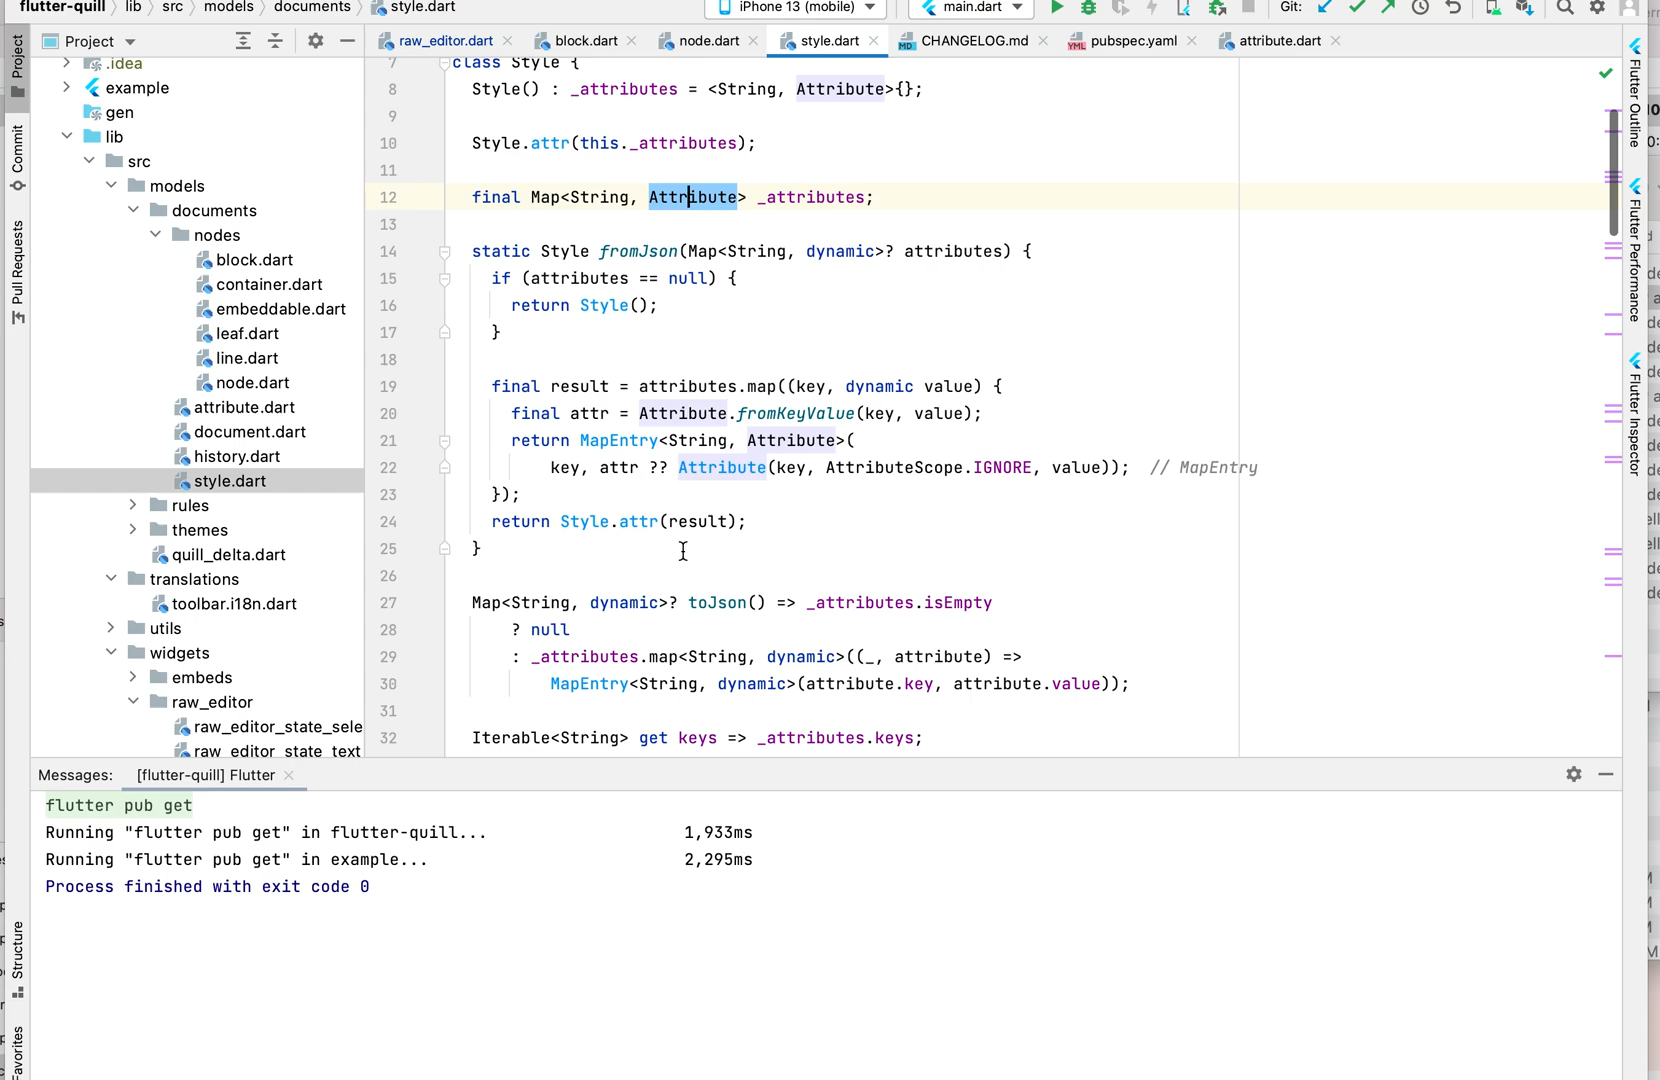 flutter-quill
lib
src
models
documents
style.dart
iPhone 13 (mobile)
main.dart
Git:
Project
raw_editor.dart
block.dart
node.dart
style.dart
CHANGELOG.md
pubspec.yaml
attribute.dart
Project
Commit
Pull Requests
Structure
Favorites
.idea
example
gen
lib
src
models
documents
nodes
block.dart
container.dart
embeddable.dart
leaf.dart
line.dart
node.dart
attribute.dart
document.dart
history.dart
style.dart
rules
themes
quill_delta.dart
translations
toolbar.i18n.dart
utils
widgets
embeds
raw_editor
raw_editor_state_sele
raw_editor_state_text
7 class Style {
8 Style() : _attributes = <String, Attribute>{};
9
10 Style.attr(this._attributes);
11
12 final Map<String, Attribute> _attributes;
13
14 static Style fromJson(Map<String, dynamic>? attributes) {
15 if (attributes == null) {
16 return Style();
17 }
18
19 final result = attributes.map((key, dynamic value) {
20 final attr = Attribute.fromKeyValue(key, value);
21 return MapEntry<String, Attribute>(
22 key, attr ?? Attribute(key, AttributeScope.IGNORE, value)); // MapEntry
23 });
24 return Style.attr(result);
25 }
26
27 Map<String, dynamic>? toJson() => _attributes.isEmpty
28 ? null
29 : _attributes.map<String, dynamic>((_, attribute) =>
30 MapEntry<String, dynamic>(attribute.key, attribute.value));
31
32 Iterable<String> get keys => _attributes.keys;
Flutter Outline
Flutter Performance
Flutter Inspector
Messages:
[flutter-quill] Flutter
flutter pub get
Running "flutter pub get" in flutter-quill... 1,933ms
Running "flutter pub get" in example... 2,295ms
Process finished with exit code 0